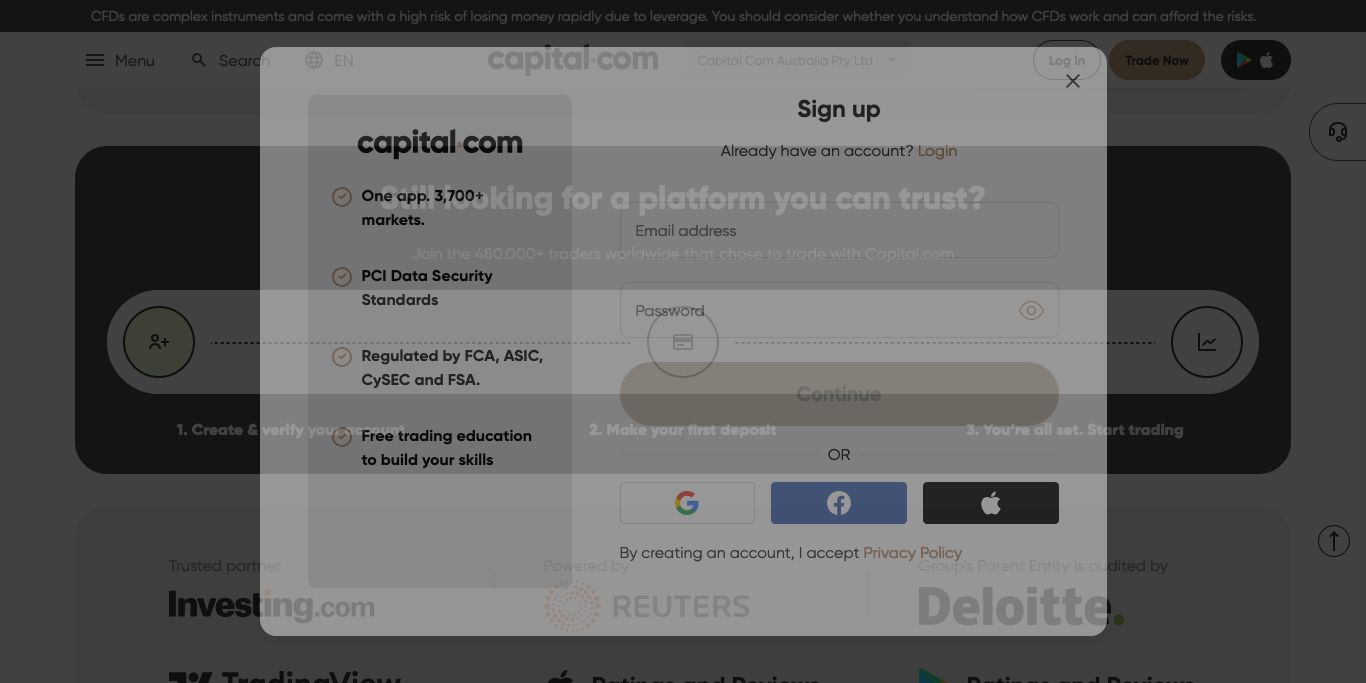 CFDs are complex instruments and come with a high risk of losing money rapidly due to leverage. You should consider whether you understand how CFDs work and can afford the risks.
Menu
Search
EN
capital.com
Capital Com Australia Pty Ltd
Log In
Trade Now
Sign up
Already have an account? Login
capital.com
One app. 3,700+
markets.
PCI Data Security
Standards
Regulated by FCA, ASIC,
CySEC and FSA.
Free trading education
to build your skills
Email address
Password
Continue
OR
By creating an account, I accept Privacy Policy
Still looking for a platform you can trust?
Join the 480.000+ traders worldwide that chose to trade with Capital.com
1. Create & verify your account
2. Make your first deposit
3. You're all set. Start trading
Trusted partner
Investing.com
Powered by
REUTERS
Group's Parent Entity is audited by
Deloitte.
TradingView
Ratings and Reviews
Ratings and Reviews